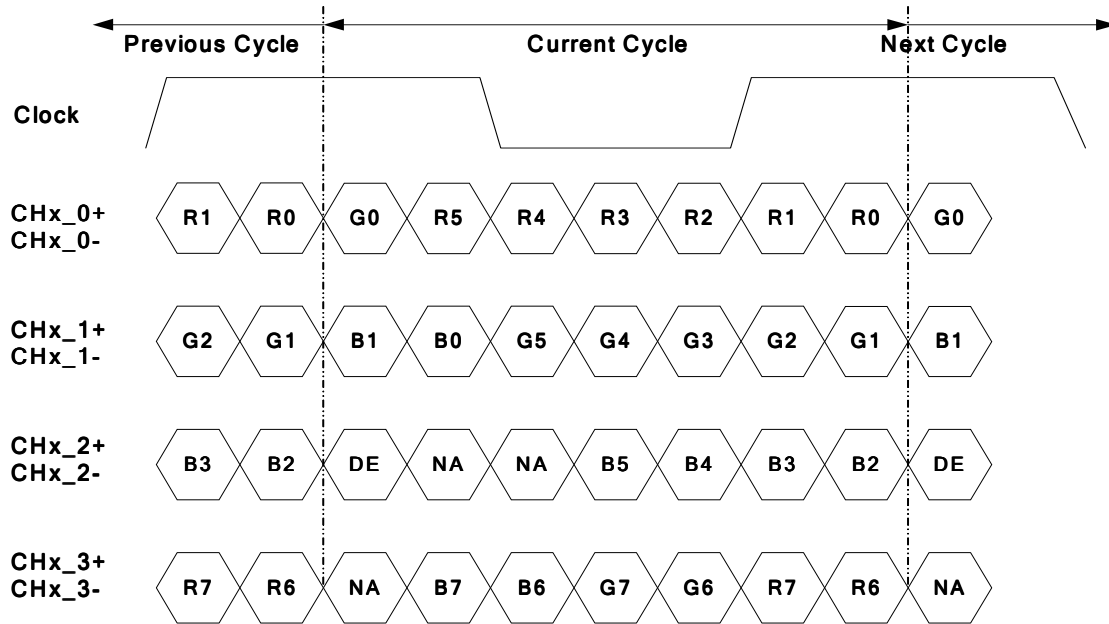 Previous Cycle Current Cycle Next Cycle
Clock
CHx_0+
CHx_0-
R1 R0 G0 R5 R4 R3 R2 R1 R0 G0
CHx_1+
CHx_1-
G2 G1 B1 B0 G5 G4 G3 G2 G1 B1
CHx_2+
CHx_2-
B3 B2 DE NA NA B5 B4 B3 B2 DE
CHx_3+
CHx_3-
R7 R6 NA B7 B6 G7 G6 R7 R6 NA